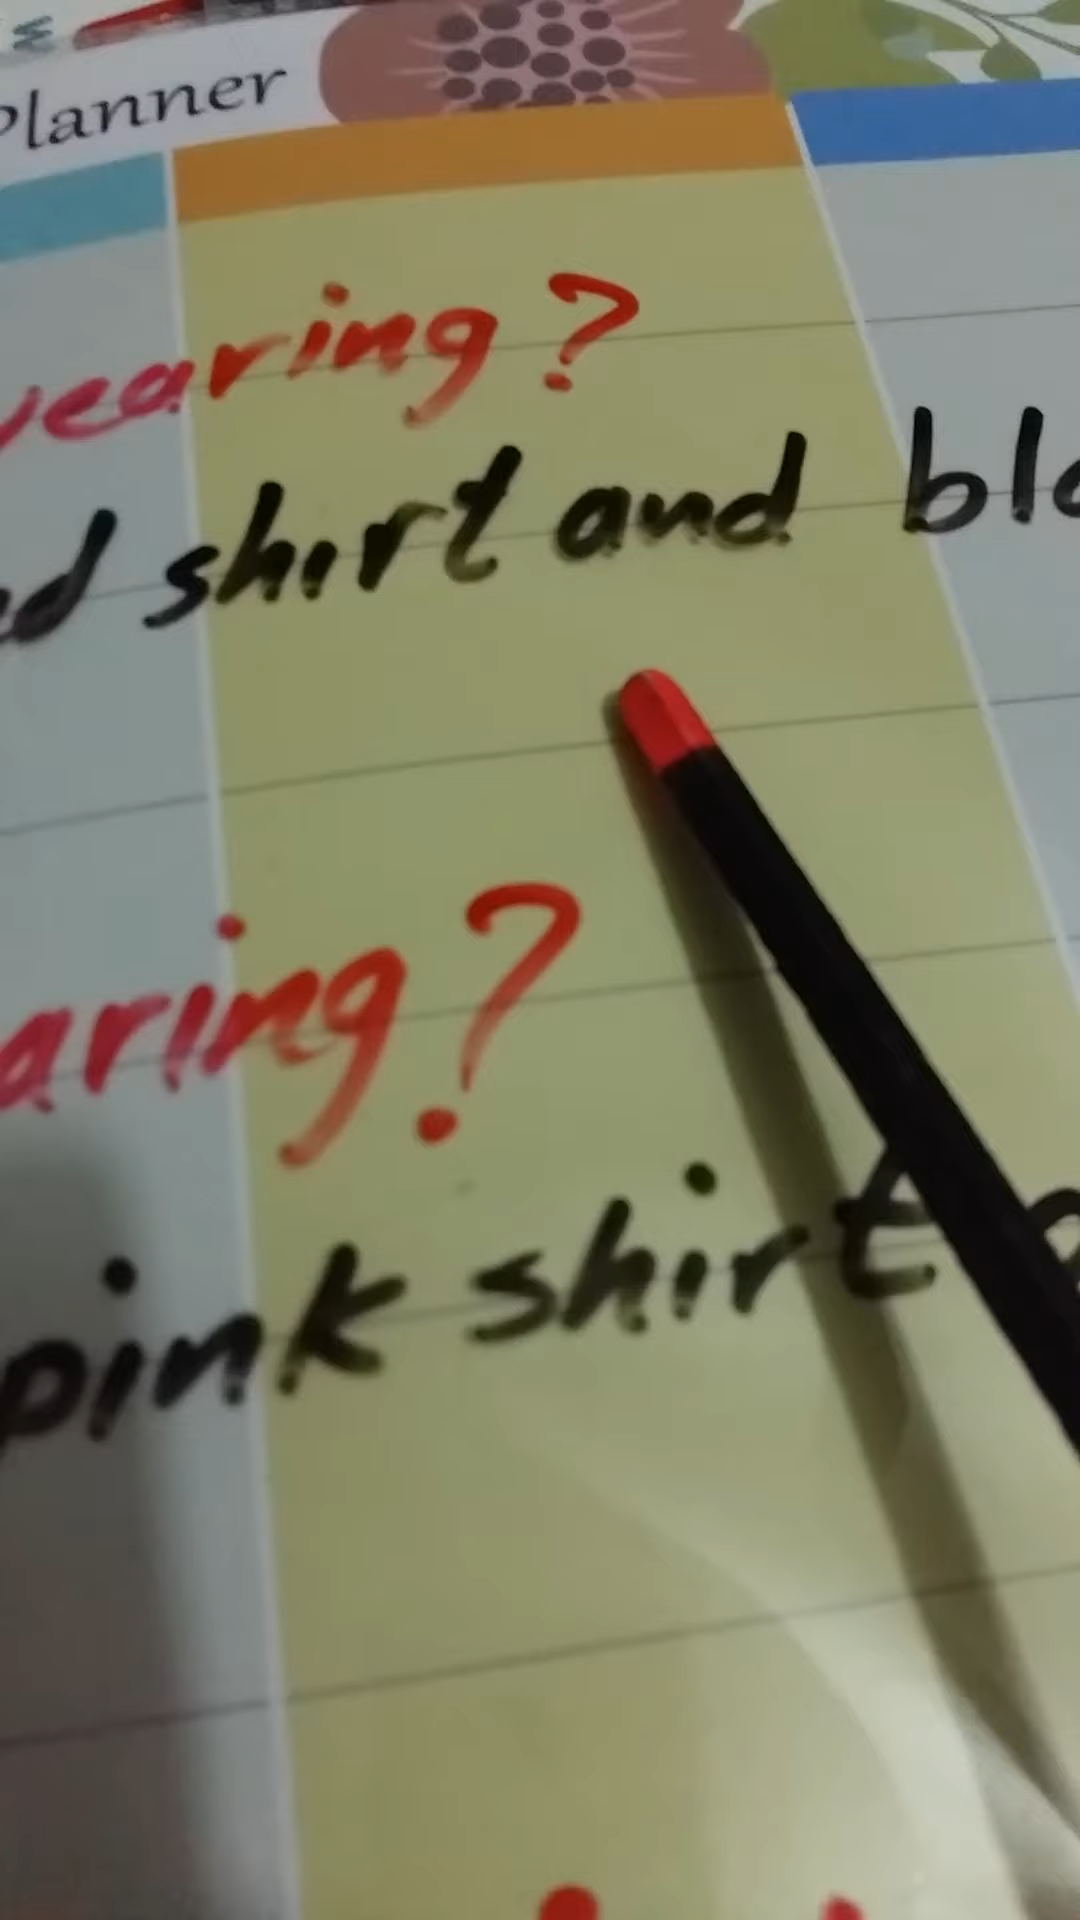 Planner
wearing?
shirt and
aring?
pink shirt